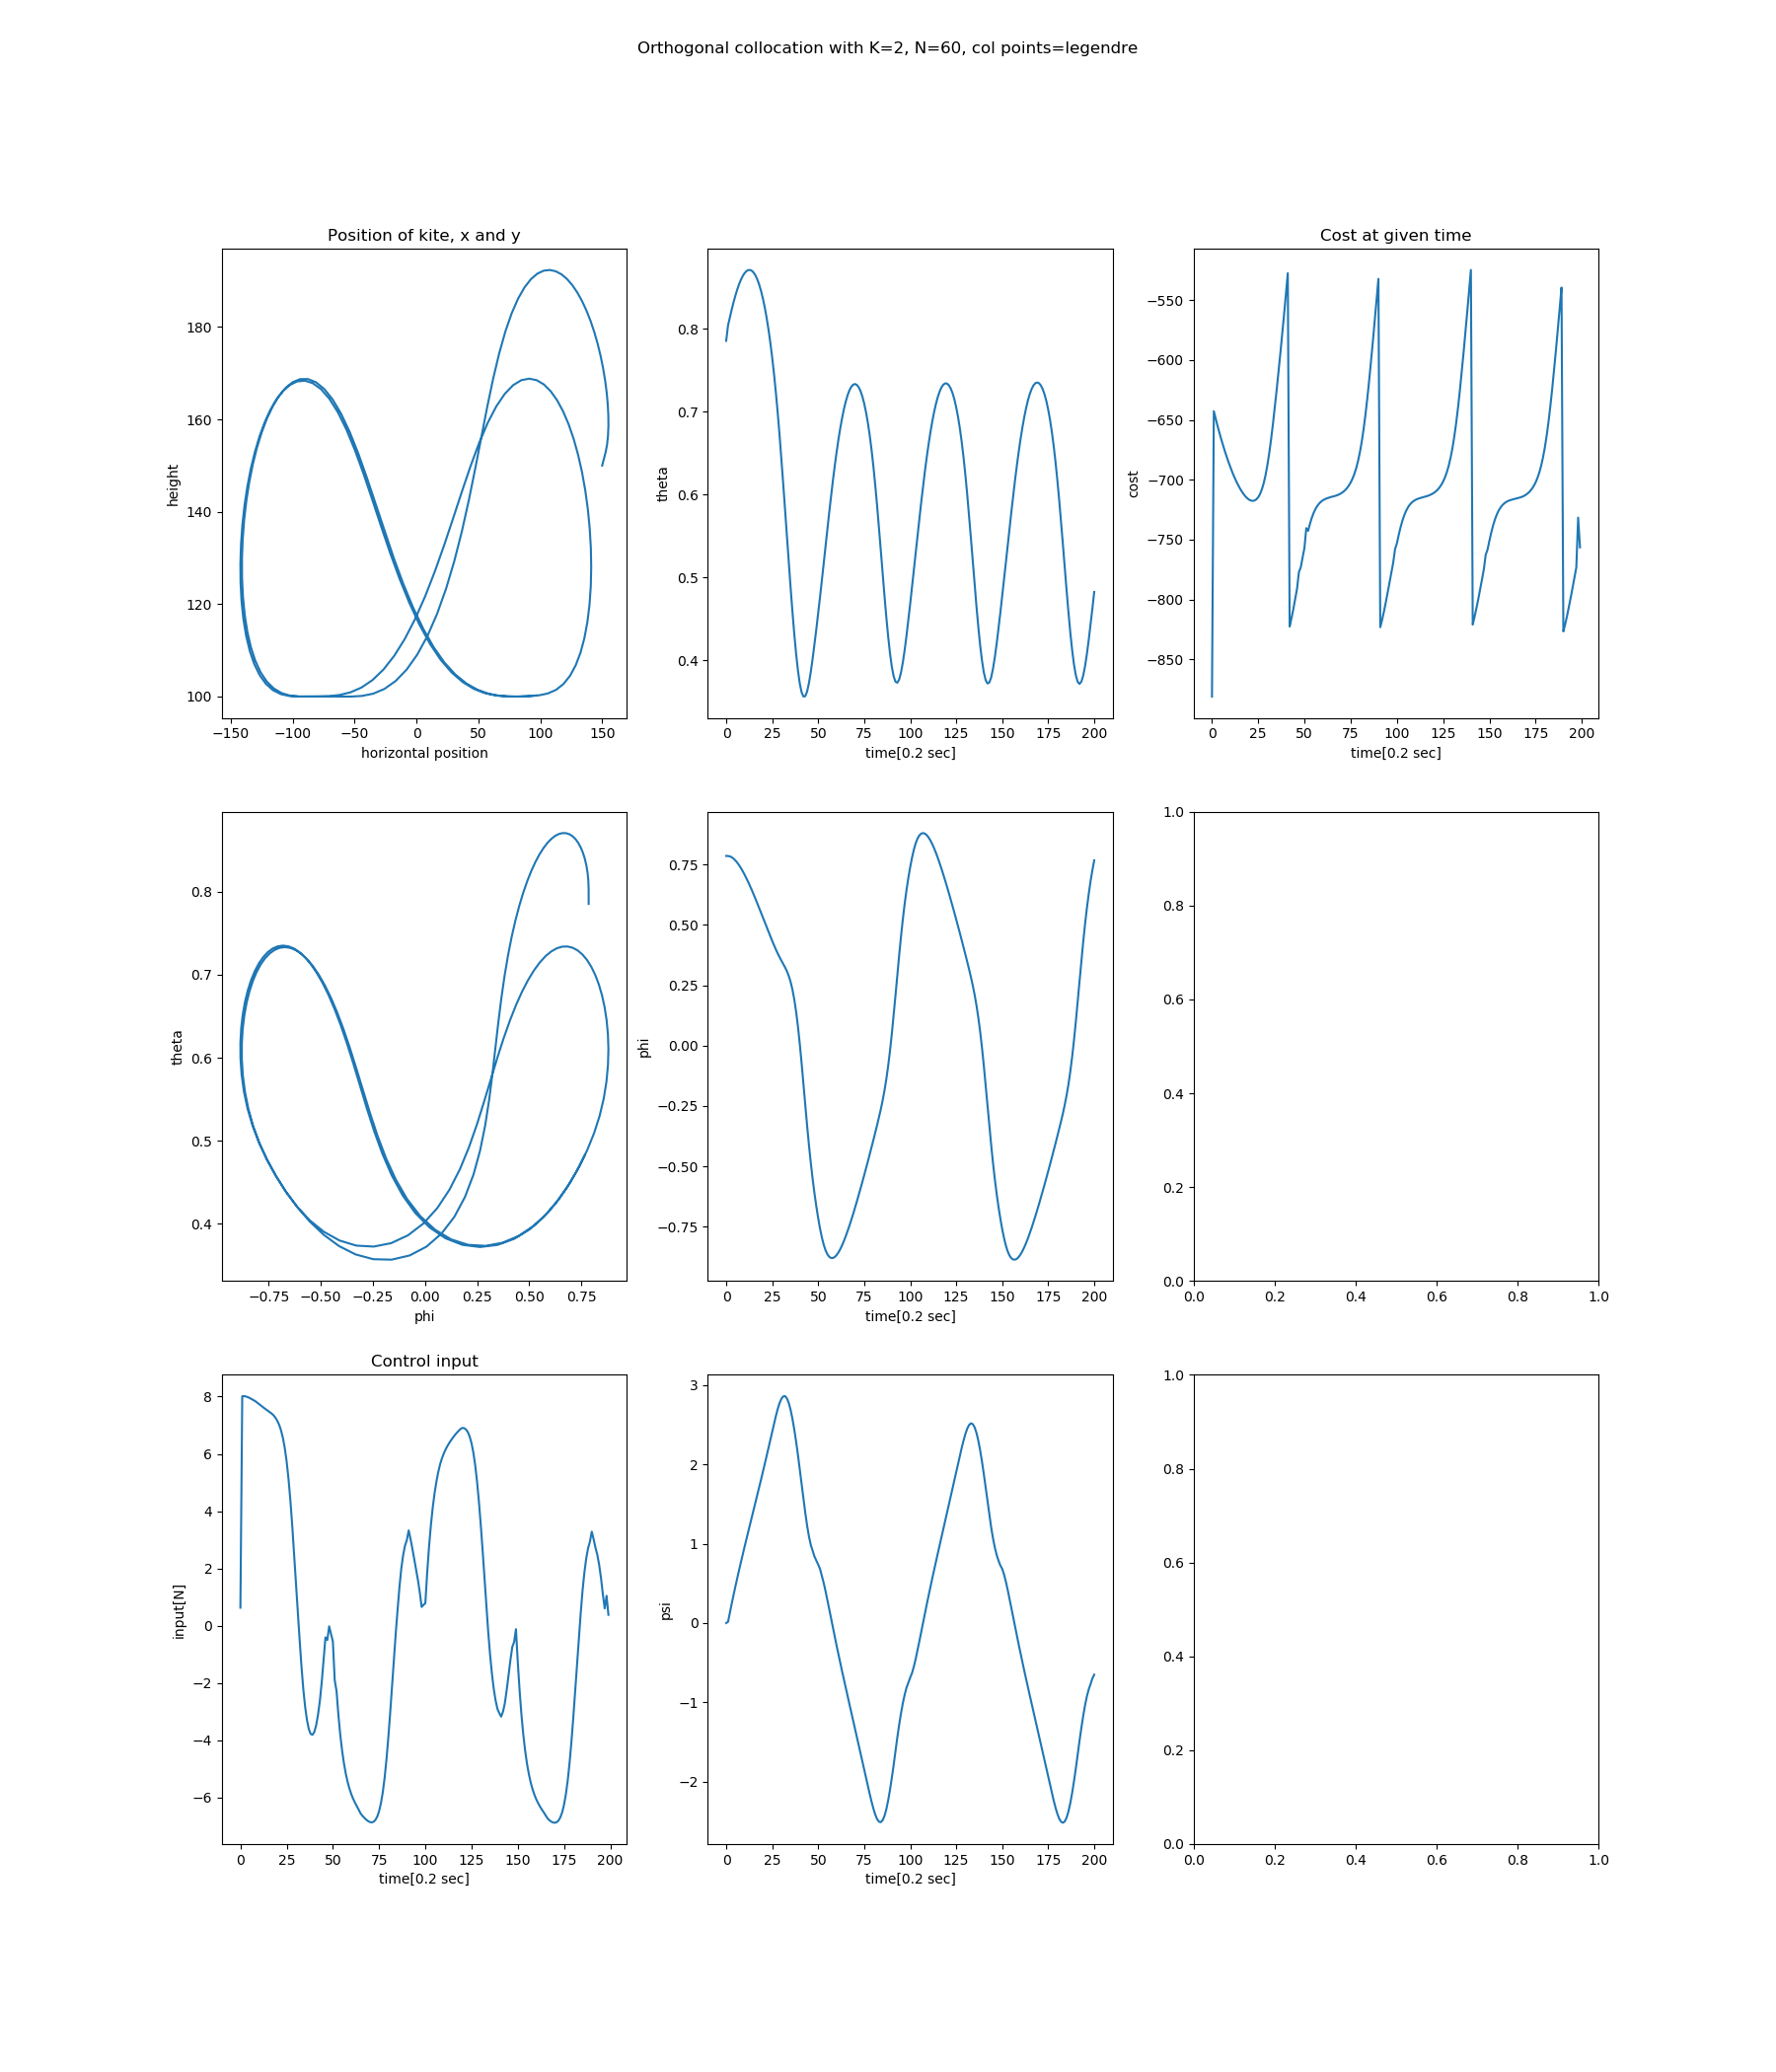 Orthogonal collocation with K=2, N=60, col points=legendre
Position of kite, x and y
height
180
160
140
120
100
−150 −100 −50 0 50 100 150
horizontal position
theta
0.8
0.7
0.6
0.5
0.4
0 25 50 75 100 125 150 175 200
time[0.2 sec]
Cost at given time
cost
−550
−600
−650
−700
−750
−800
−850
0 25 50 75 100 125 150 175 200
time[0.2 sec]
theta
0.8
0.7
0.6
0.5
0.4
−0.75 −0.50 −0.25 0.00 0.25 0.50 0.75
phi
phi
0.75
0.50
0.25
0.00
−0.25
−0.50
−0.75
0 25 50 75 100 125 150 175 200
time[0.2 sec]
1.0
0.8
0.6
0.4
0.2
0.0
0.0 0.2 0.4 0.6 0.8 1.0
Control input
input[N]
8
6
4
2
0
−2
−4
−6
0 25 50 75 100 125 150 175 200
time[0.2 sec]
psi
3
2
1
0
−1
−2
0 25 50 75 100 125 150 175 200
time[0.2 sec]
1.0
0.8
0.6
0.4
0.2
0.0
0.0 0.2 0.4 0.6 0.8 1.0